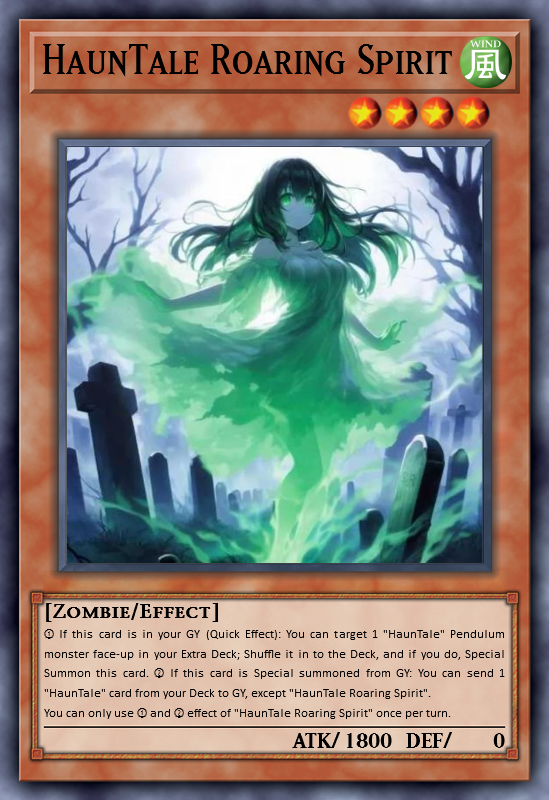 HaunTale Roaring Spirit
WIND
風
[Zombie/Effect]
① If this card is in your GY (Quick Effect): You can target 1 "HaunTale" Pendulum
monster face-up in your Extra Deck; Shuffle it in to the Deck, and if you do, Special
Summon this card. ② If this card is Special summoned from GY: You can send 1
"HaunTale" card from your Deck to GY, except "HaunTale Roaring Spirit".
You can only use ① and ② effect of "HaunTale Roaring Spirit" once per turn.
ATK/ 1800 DEF/ 0